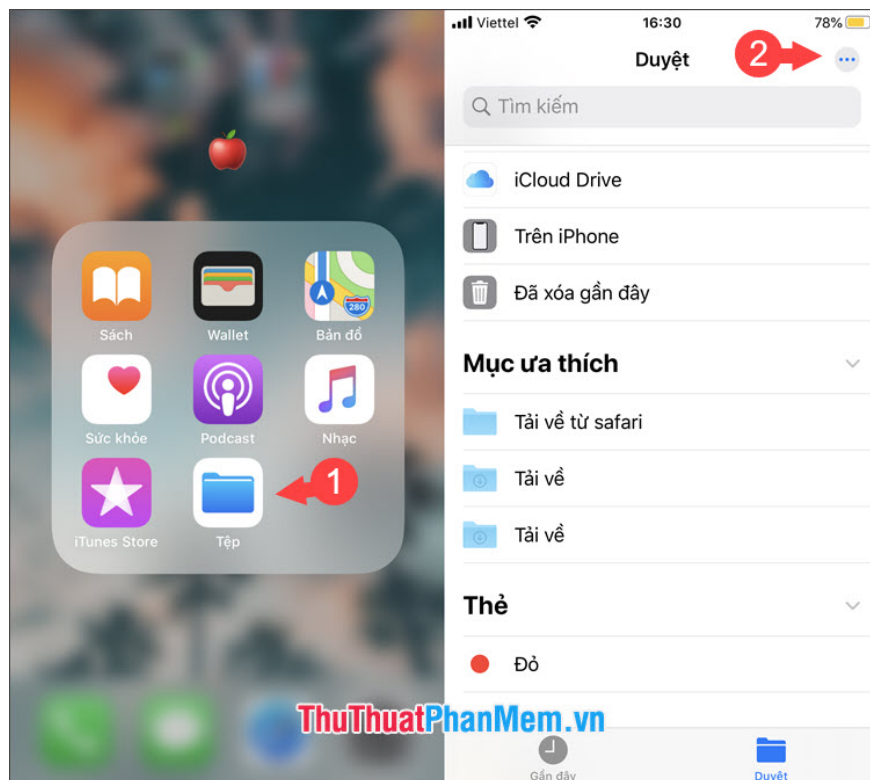 Sách
Wallet
Bản đồ
280
Sức khỏe
Podcast
Nhạc
iTunes Store
Tệp
1
Viettel
16:30
78%
Duyệt
2
Tìm kiếm
iCloud Drive
Trên iPhone
Đã xóa gần đây
Mục ưa thích
Tải về từ safari
Tải về
Tải về
Thẻ
Đỏ
ThuThuatPhanMem.vn
Gần đây
Duyệt